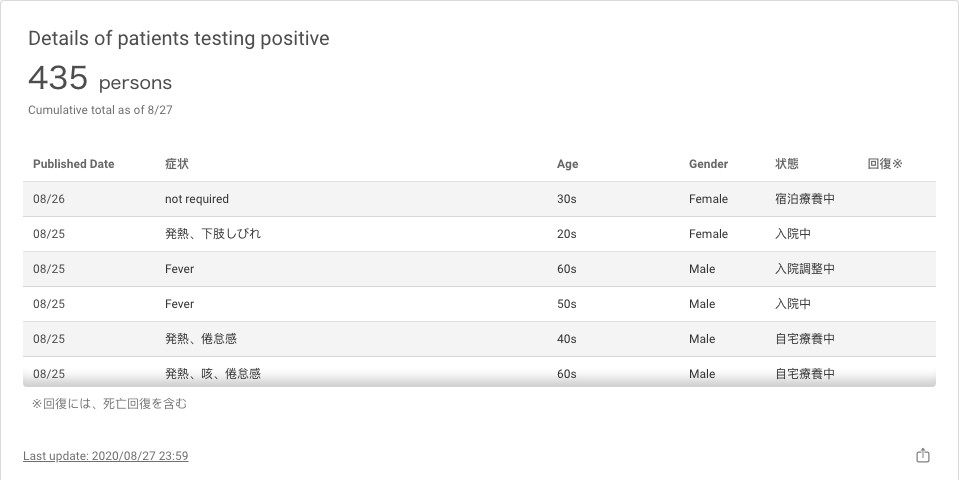 Details of patients testing positive
435 persons
Cumulative total as of 8/27
Published Date 症状 Age Gender 状態 回復※
08/26 not required 30s Female 宿泊療養中
08/25 発熱、下肢しびれ 20s Female 入院中
08/25 Fever 60s Male 入院調整中
08/25 Fever 50s Male 入院中
08/25 発熱、倦怠感 40s Male 自宅療養中
08/25 発熱、咳、倦怠感 60s Male 自宅療養中
※回復には、死亡回復を含む
Last update: 2020/08/27 23:59